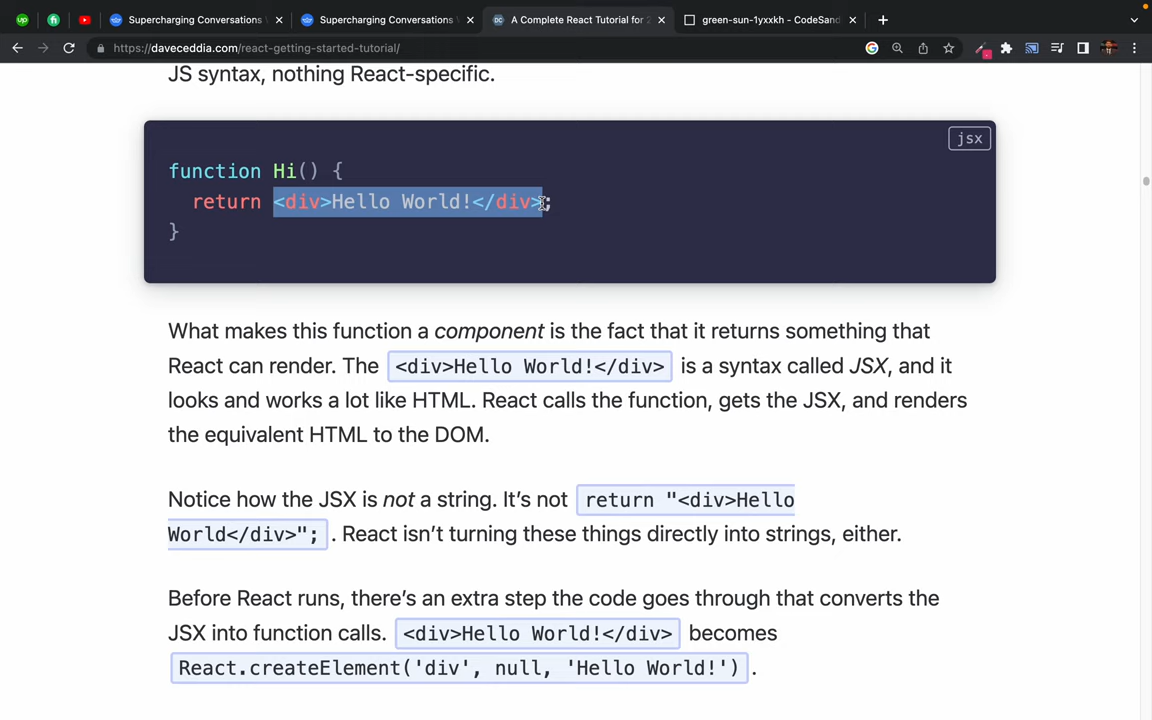 Supercharging Conversations
Supercharging Conversations
A Complete React Tutorial for 2
green-sun-1yxxkh - CodeSand
https://daveceddia.com/react-getting-started-tutorial/
JS syntax, nothing React-specific.
jsx
function Hi() {
return <div>Hello World!</div>;
}
What makes this function a component is the fact that it returns something that
React can render. The <div>Hello World!</div> is a syntax called JSX, and it
looks and works a lot like HTML. React calls the function, gets the JSX, and renders
the equivalent HTML to the DOM.
Notice how the JSX is not a string. It’s not return "<div>Hello
World</div>"; . React isn’t turning these things directly into strings, either.
Before React runs, there’s an extra step the code goes through that converts the
JSX into function calls. <div>Hello World!</div> becomes
React.createElement('div', null, 'Hello World!') .